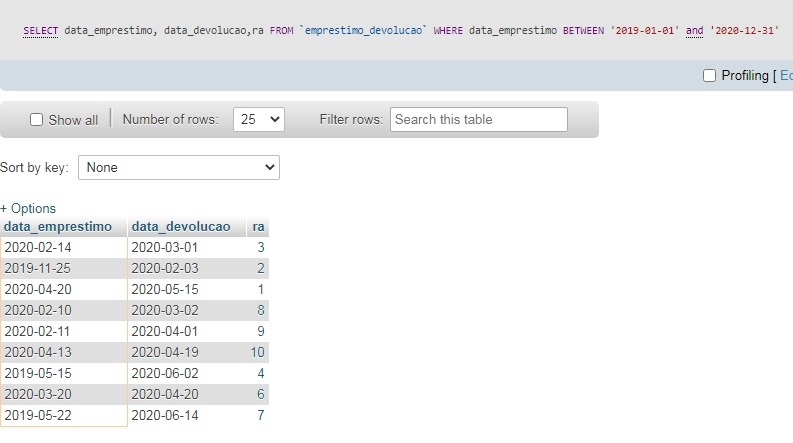 SELECT data_emprestimo, data_devolucao,ra FROM `emprestimo_devolucao` WHERE data_emprestimo BETWEEN '2019-01-01' and '2020-12-31'
Profiling [ Ed
Show all Number of rows: 25 Filter rows: Search this table
Sort by key: None
+ Options
data_emprestimo data_devolucao ra
2020-02-14 2020-03-01 3
2019-11-25 2020-02-03 2
2020-04-20 2020-05-15 1
2020-02-10 2020-03-02 8
2020-02-11 2020-04-01 9
2020-04-13 2020-04-19 10
2019-05-15 2020-06-02 4
2020-03-20 2020-04-20 6
2019-05-22 2020-06-14 7